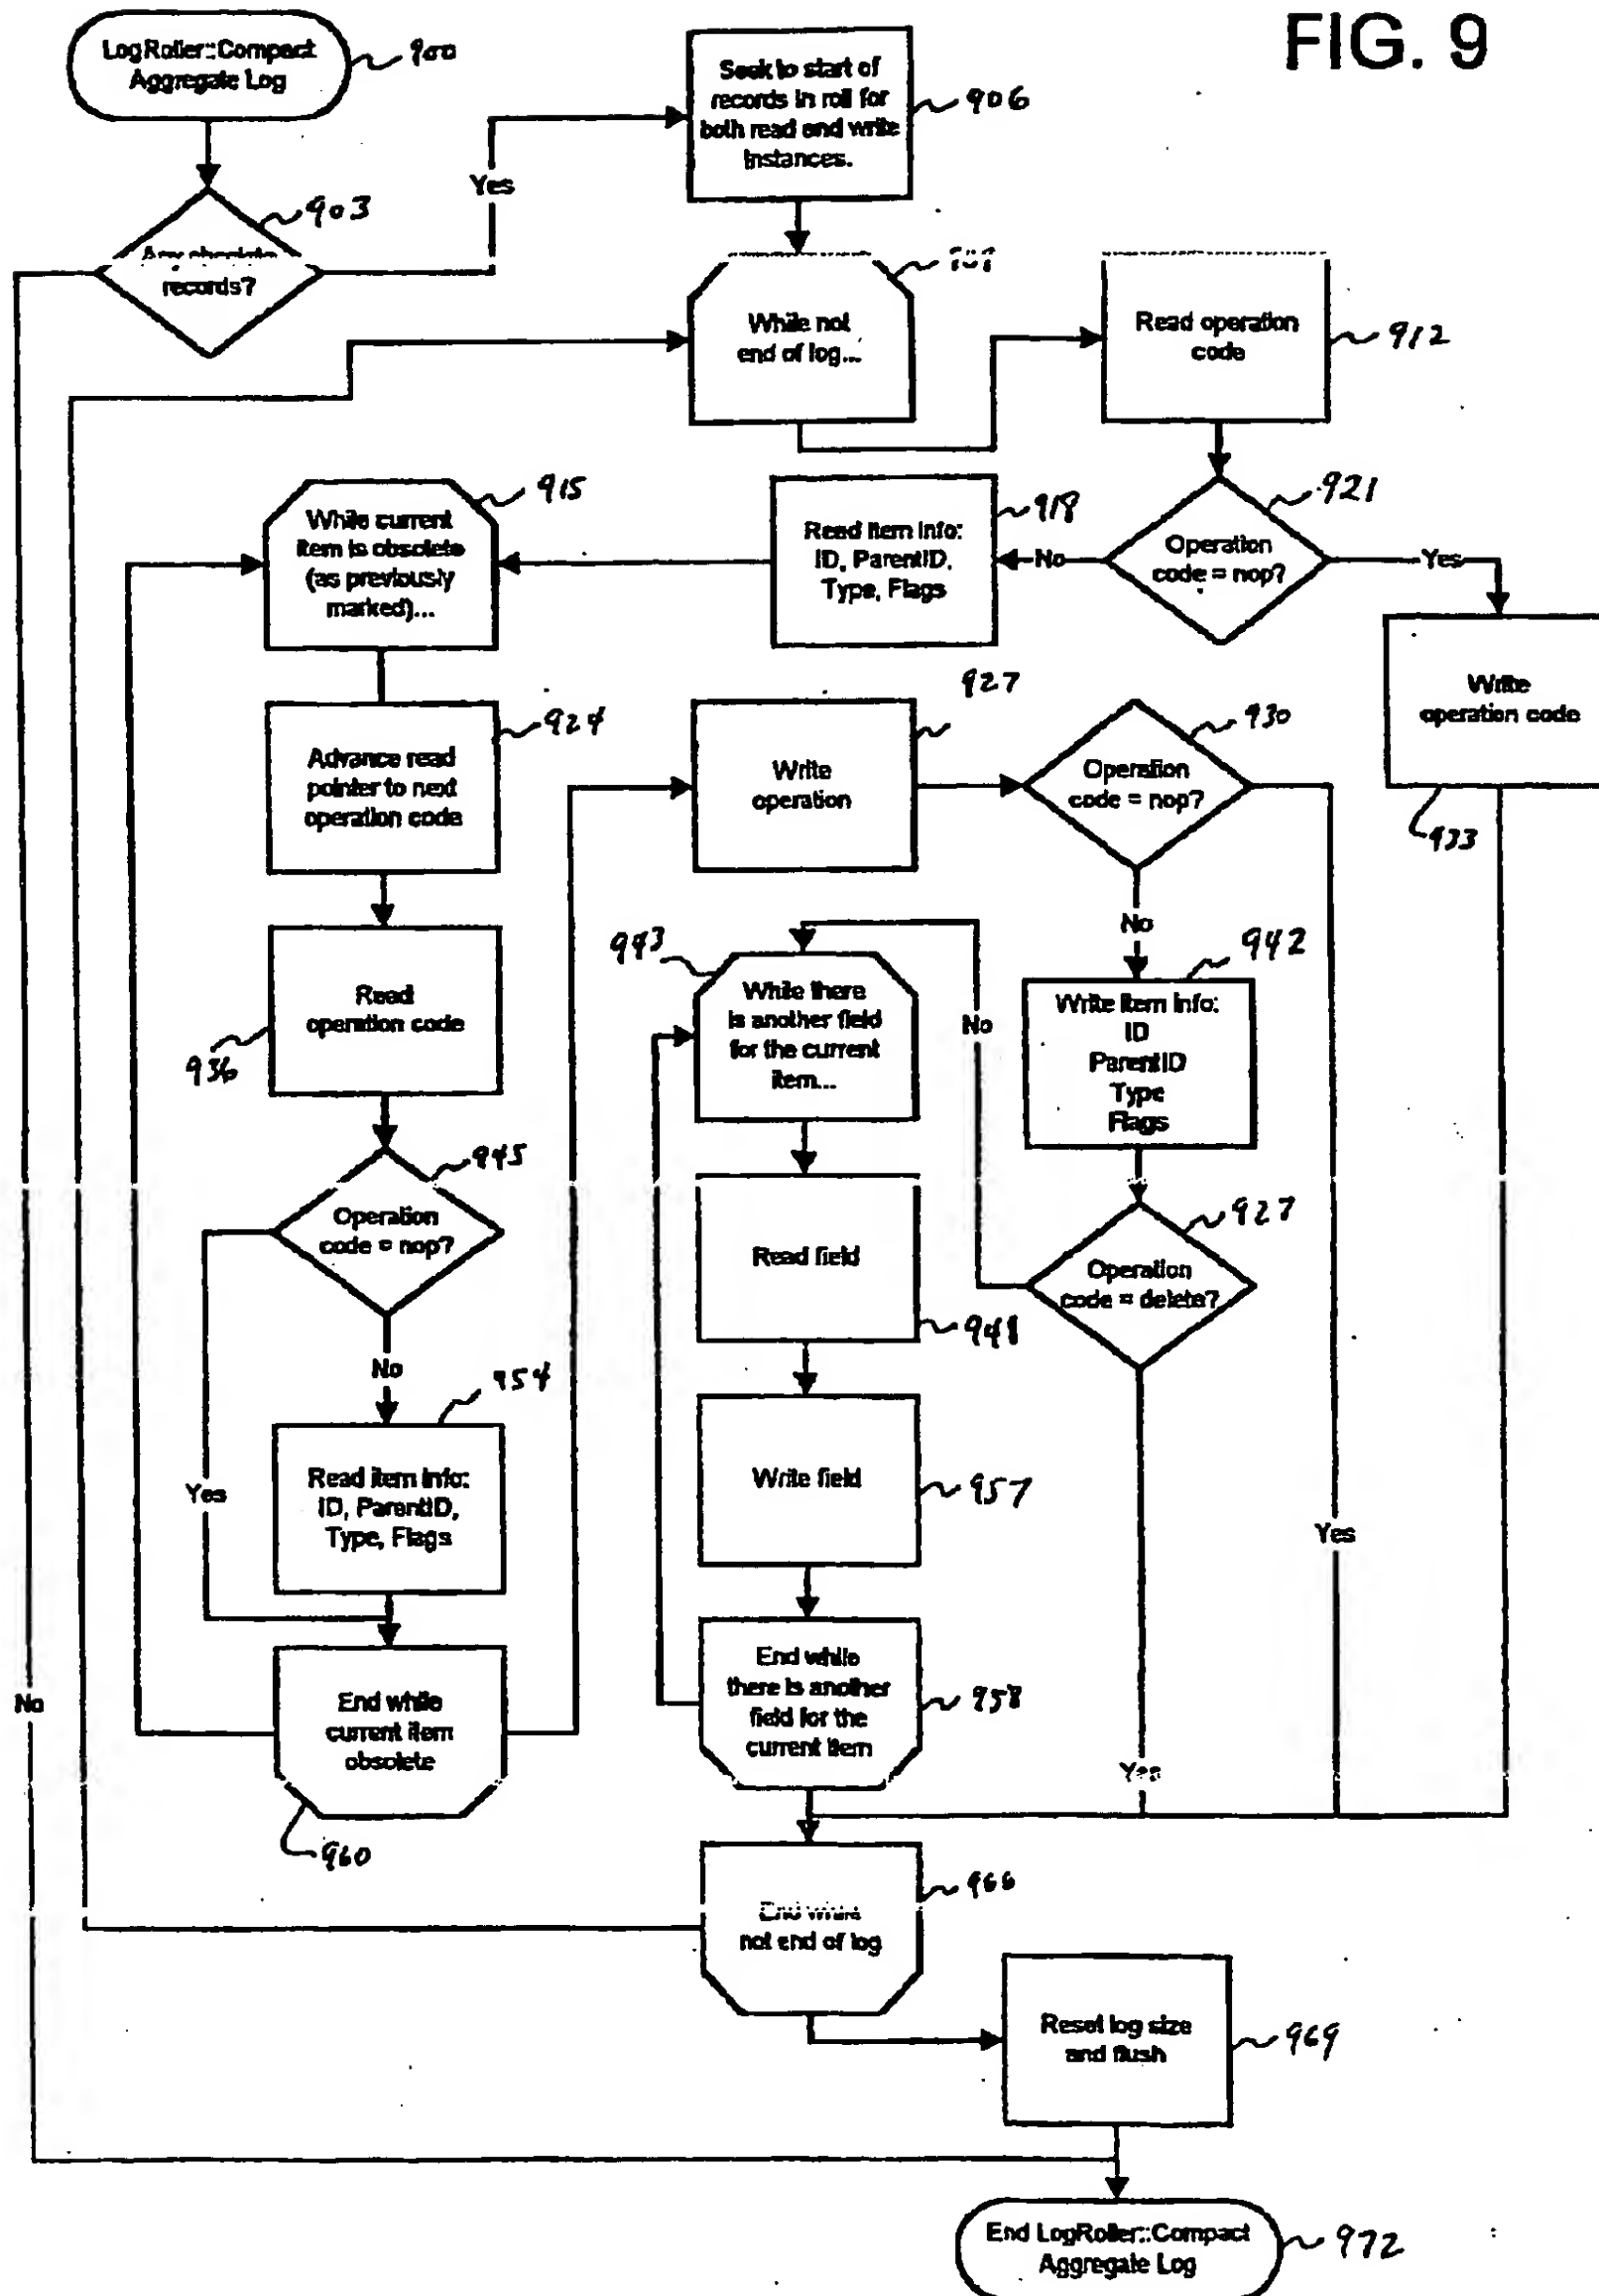 FIG. 9
LogRoller::Compact
Aggregate Log
900
Seek to start of
records in roll for
both read and write
instances.
906
Yes
903
Any obsolete
records?
While not
end of log...
Read operation
code
912
While current
item is obsolete
(as previously
marked)...
915
Read item info:
ID, ParentID,
Type, Flags
918
No
Operation
code = nop?
921
Yes
Write
operation code
933
Advance read
pointer to next
operation code
924
Write
operation
927
Operation
code = nop?
930
No
Read
operation code
936
943
While there
is another field
for the current
item...
No
Write item info:
ID
ParentID
Type
Flags
942
Operation
code = nop?
945
Read field
948
Operation
code = delete?
927
No
Yes
Read item info:
ID, ParentID,
Type, Flags
954
Write field
957
Yes
No
End while
current item
obsolete
960
End while
there is another
field for the
current item
958
Yes
End while
not end of log
966
Reset log size
and flush
969
End LogRoller::Compact
Aggregate Log
972